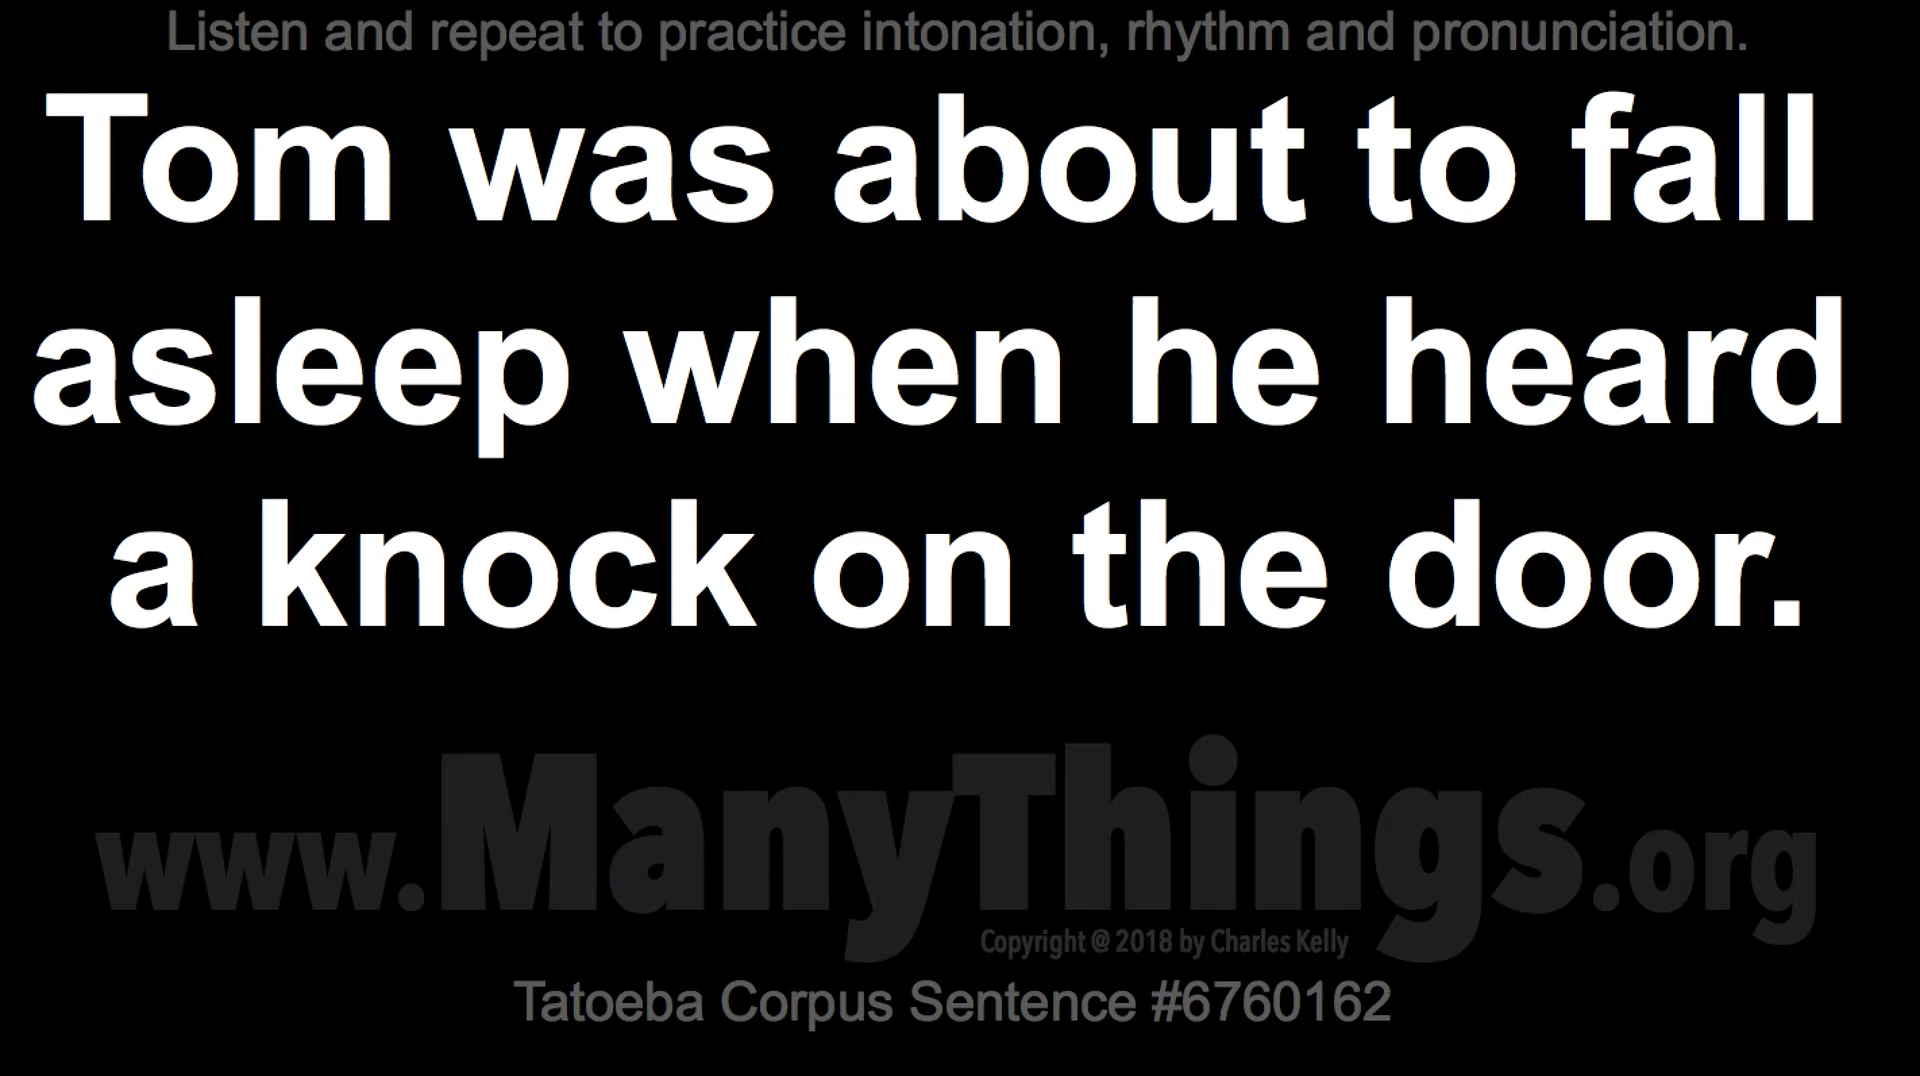 Listen and repeat to practice intonation, rhythm and pronunciation.
Tom was about to fall
asleep when he heard
a knock on the door.
www.ManyThings.org
Copyright @ 2018 by Charles Kelly
Tatoeba Corpus Sentence #6760162